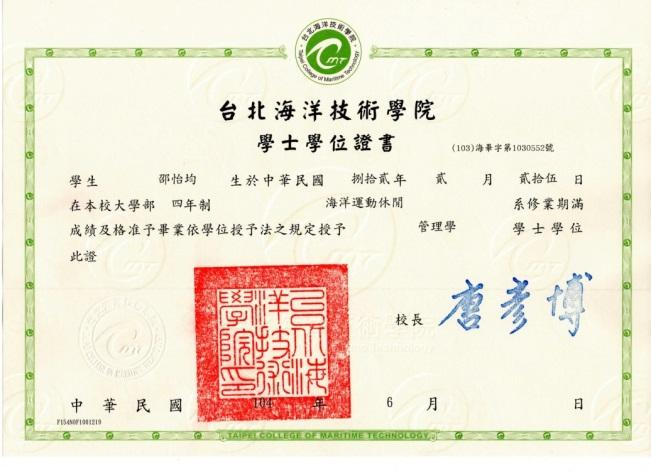 台北海洋技術學院
Taipei College of Maritime Technology
CMT
台北海洋技術學院
學士學位證書
(103)海畢字第1030552號
學生 邵怡均 生於中華民國 捌拾貳年 貳 月 貳拾伍 日
在本校大學部 四年制 海洋運動休閒 系修業期滿
成績及格准予畢業依學位授予法之規定授予 管理學 學士學位
此證
校長 唐彥博
台北海洋技術學院印
中華民國 104 年 6 月 日
F154N0F1001219
TAIPEI COLLEGE OF MARITIME TECHNOLOGY